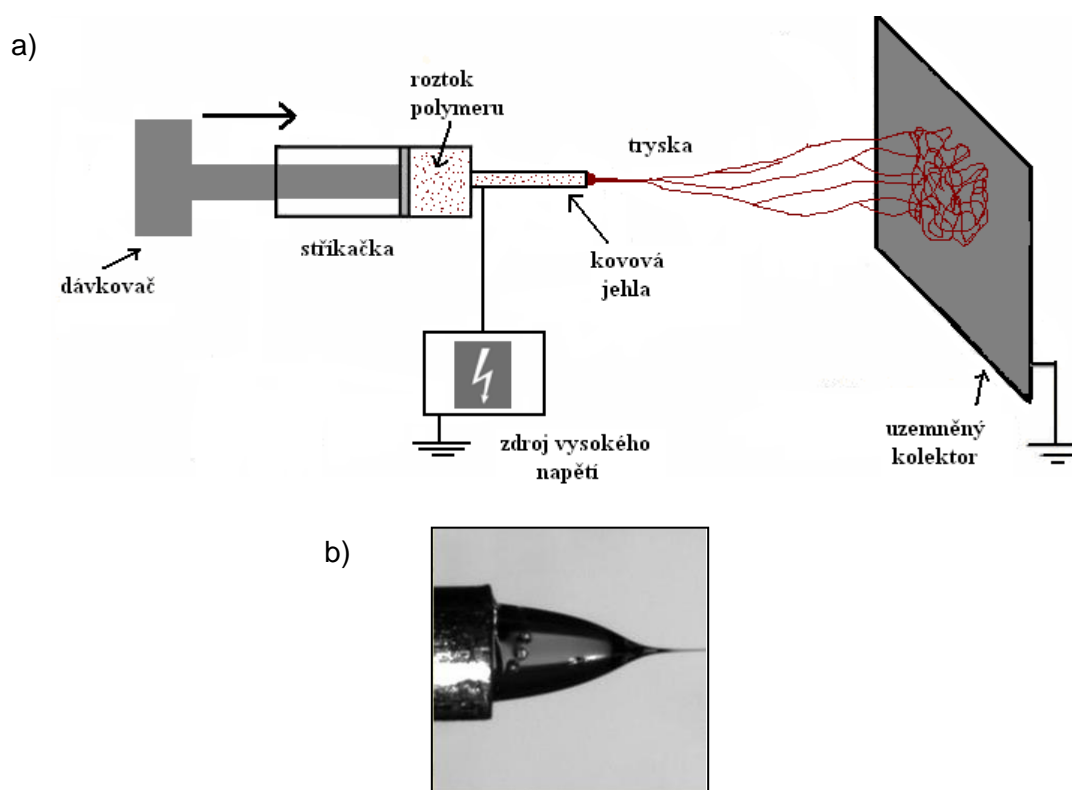 a)
roztok
polymeru
tryska
stříkačka
dávkovač
kovová
jehla
zdroj vysokého
napětí
uzemněný
kolektor
b)